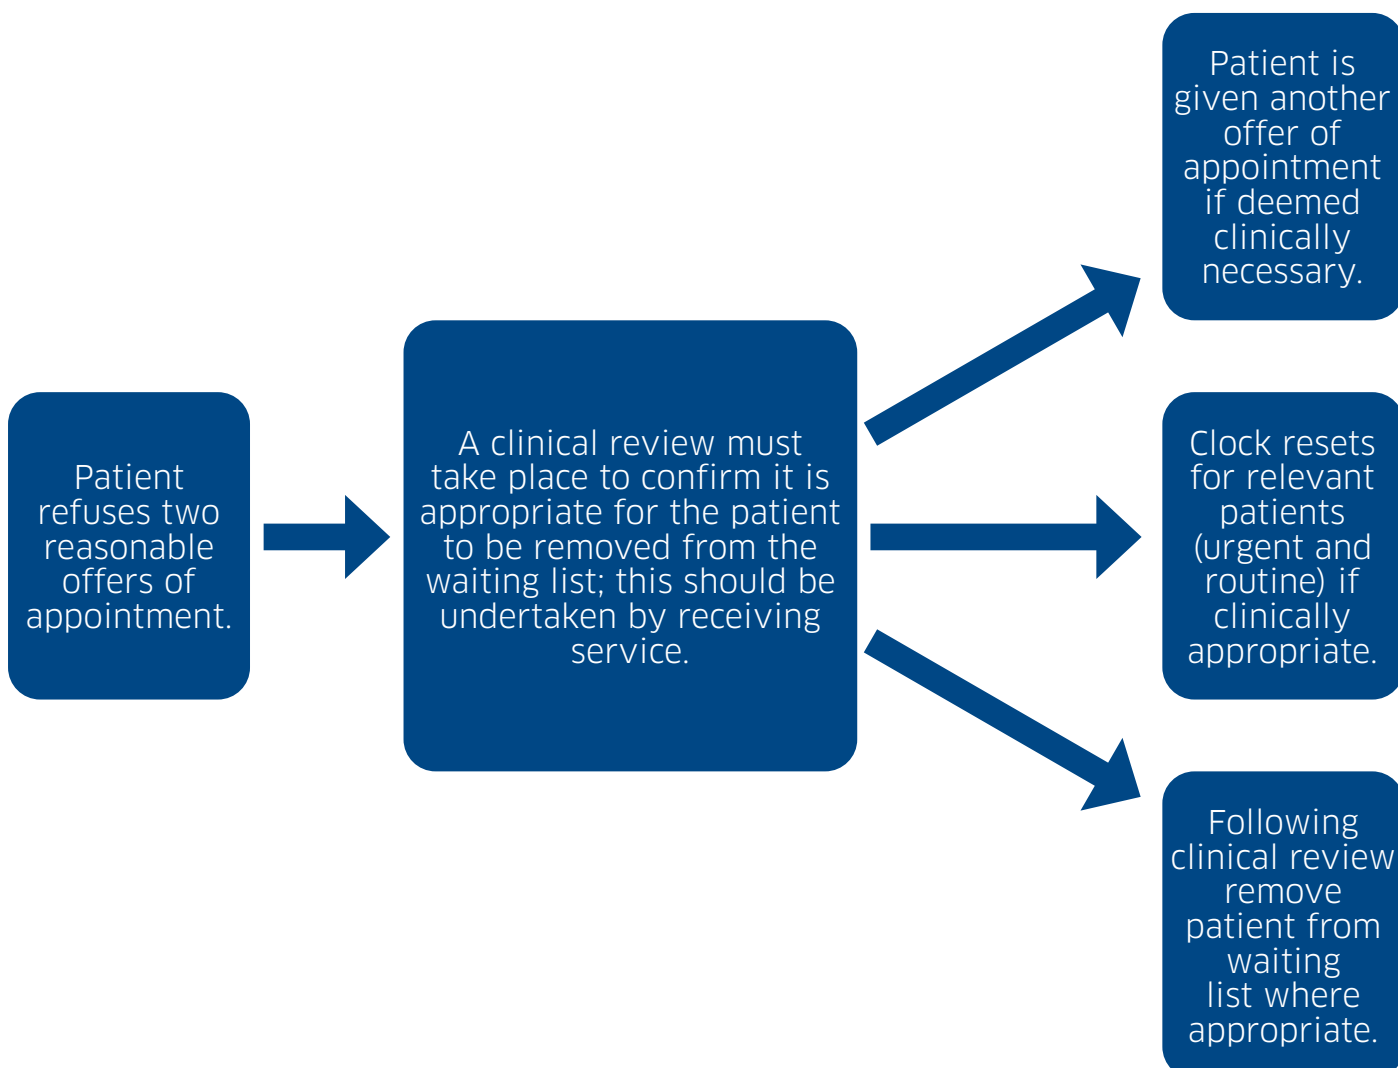 Patient
refuses two
reasonable
offers of
appointment.
A clinical review must
take place to confirm it is
appropriate for the patient
to be removed from the
waiting list; this should be
undertaken by receiving
service.
Patient is
given another
offer of
appointment
if deemed
clinically
necessary.
Clock resets
for relevant
patients
(urgent and
routine) if
clinically
appropriate.
Following
clinical review
remove
patient from
waiting
list where
appropriate.